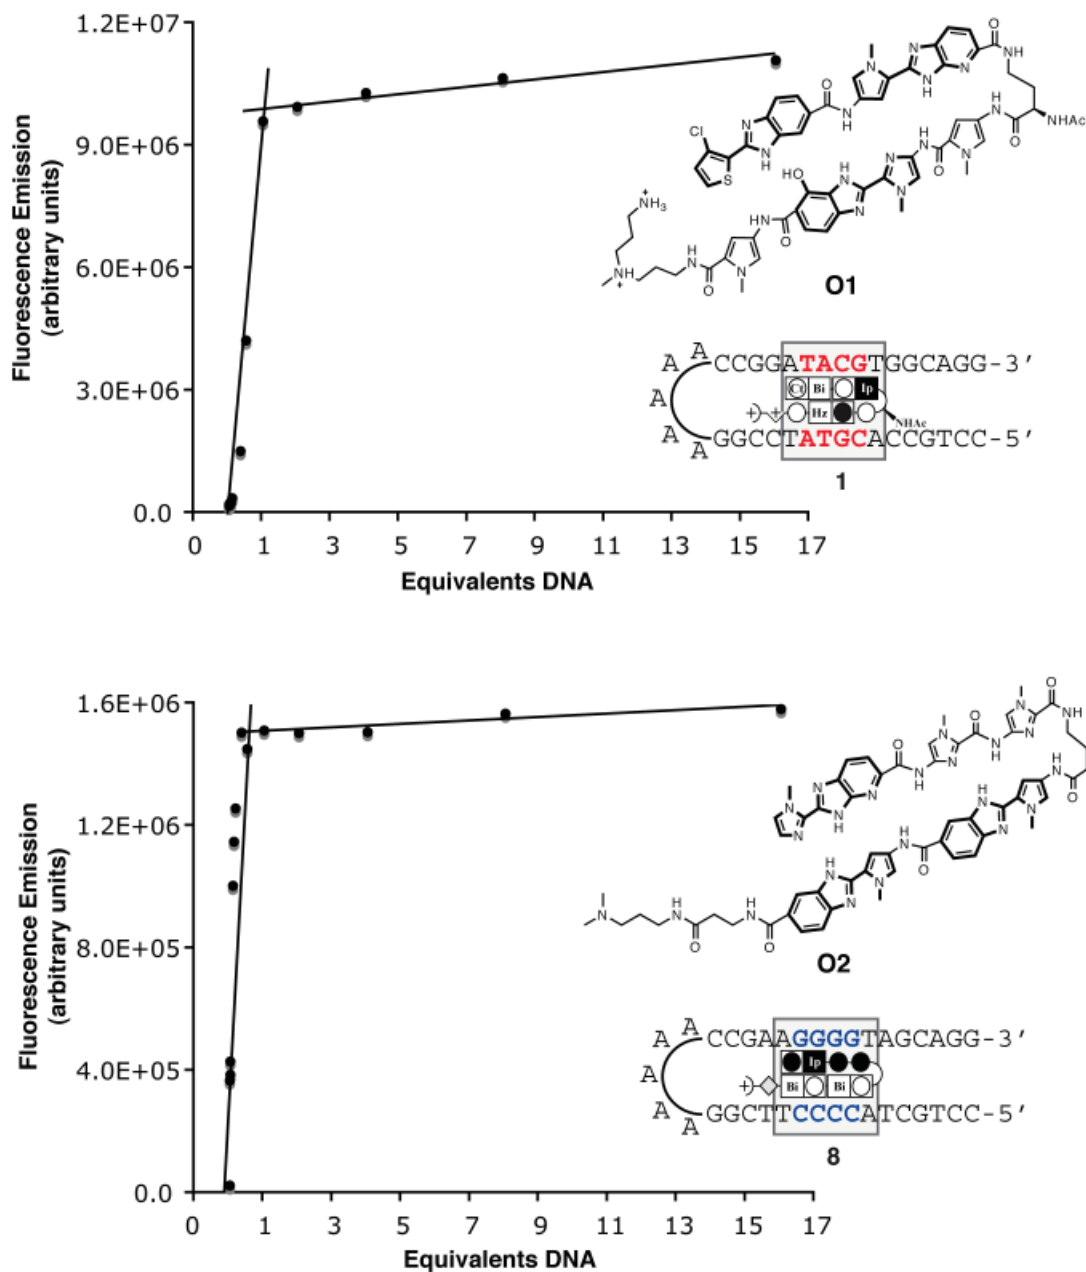 1.2E+07
9.0E+06
6.0E+06
3.0E+06
0.0
Fluorescence Emission
(arbitrary units)
0 1 3 5 7 9 11 13 15 17
Equivalents DNA
O
NH
N
N
N
H
N
N
O
N
H
N
N
H
Cl
S
H
N
O
NHAc
H
N
O
N
N
N
HO
H
N
N
H
N
O
N
O
N
H
N
NH3
+
NH
+
O1
A A CCGGATACGTGGCAGG-3′
A
Ct Bi Ip
+ + Hz NHAc
A A GGCCTATGCACCGTCC-5′
1
1.6E+06
1.2E+06
8.0E+05
4.0E+05
0.0
Fluorescence Emission
(arbitrary units)
0 1 3 5 7 9 11 13 15 17
Equivalents DNA
O
NH
N
N
O
N
H
N
N
O
N
H
N
N
N
H
N
N
H
N
O
N
H
N
N
H
N
O
N
H
N
N
H
N
O
H
N
O
N
O2
A A CCGAAGGGGTAGCAGG-3′
A
Ip
+ Bi Bi
A A GGCTTCCCCATCGTCC-5′
8